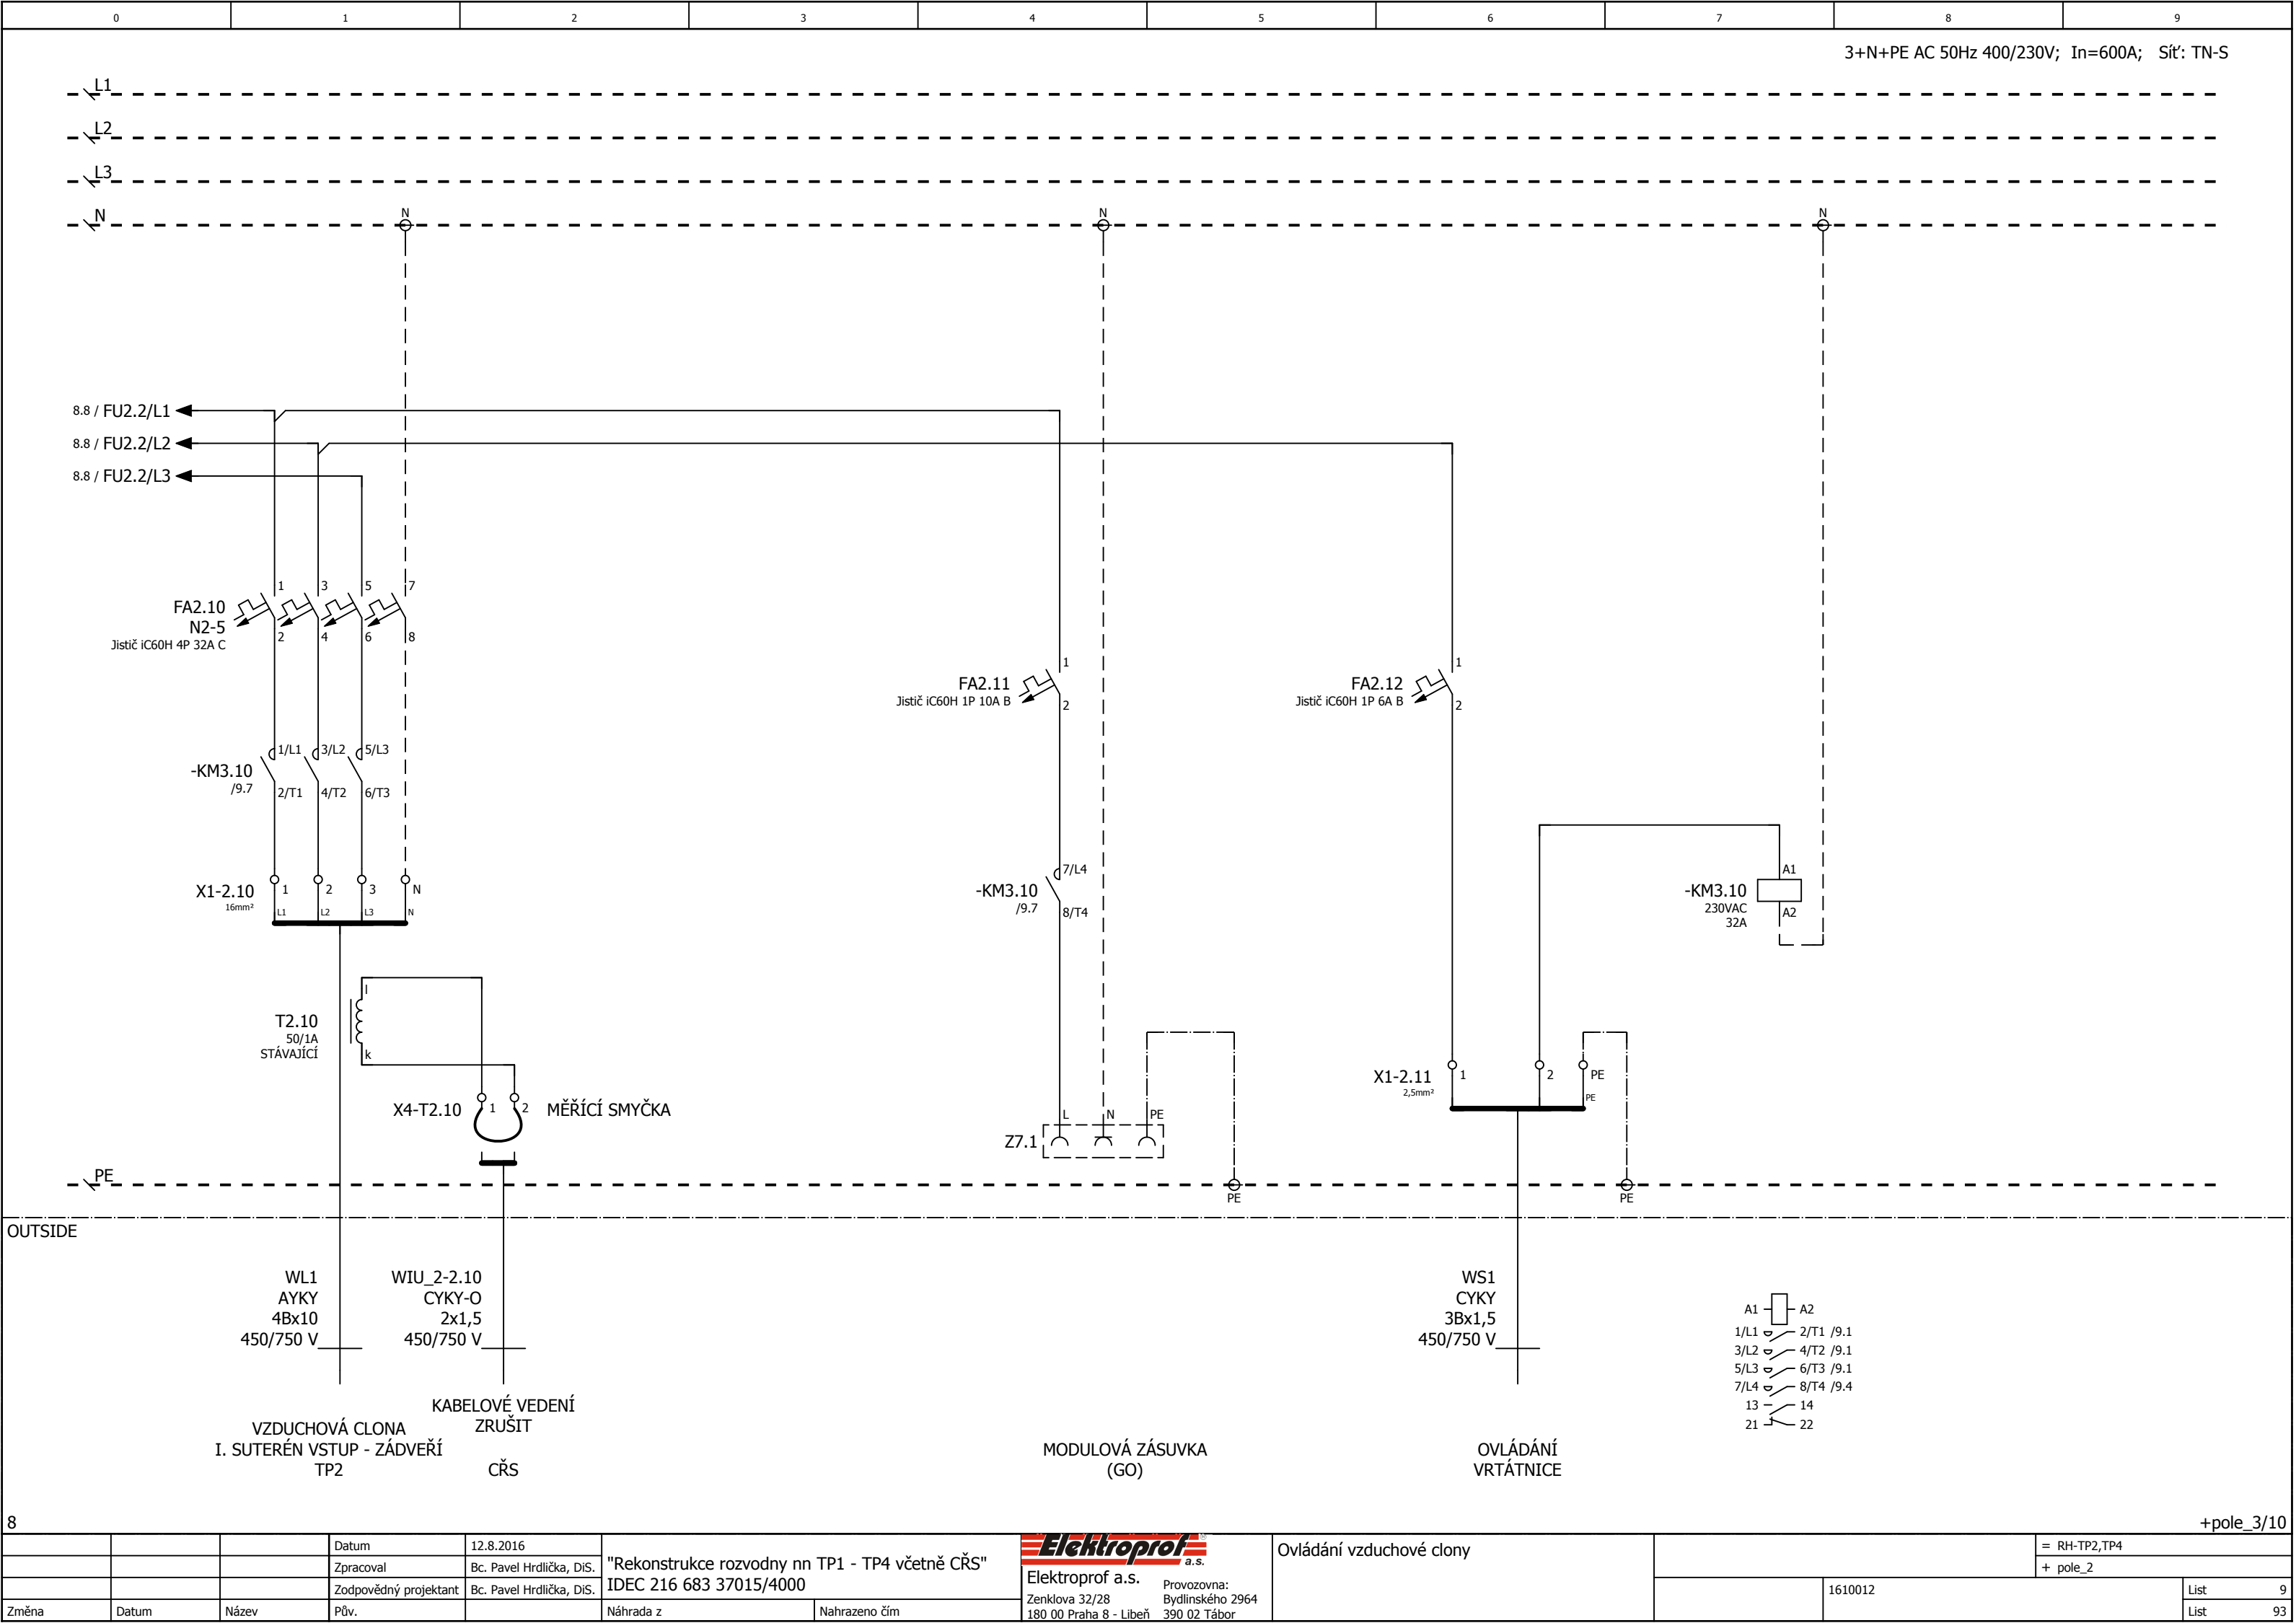 0 1 2 3 4 5 6 7 8 9
3+N+PE AC 50Hz 400/230V; In=600A; Síť: TN-S
L1
L2
L3
N
N N N
8.8 / FU2.2/L1
8.8 / FU2.2/L2
8.8 / FU2.2/L3
1 3 5 7
FA2.10
N2-5
Jistič iC60H 4P 32A C
2 4 6 8
1
FA2.11
Jistič iC60H 1P 10A B
2
1
FA2.12
Jistič iC60H 1P 6A B
2
1/L1 3/L2 5/L3
-KM3.10
/9.7
2/T1 4/T2 6/T3
7/L4
-KM3.10
/9.7
8/T4
A1
-KM3.10
230VAC
32A
A2
X1-2.10
16mm²
1 2 3 N
L1 L2 L3 N
l
T2.10
50/1A
STÁVAJÍCÍ
k
X4-T2.10 1 2 MĚŘÍCÍ SMYČKA
L N PE
Z7.1
X1-2.11
2,5mm²
1 2 PE
PE
PE
PE PE
OUTSIDE
WL1
AYKY
4Bx10
450/750 V
WIU_2-2.10
CYKY-O
2x1,5
450/750 V
WS1
CYKY
3Bx1,5
450/750 V
A1 A2
1/L1 2/T1 /9.1
3/L2 4/T2 /9.1
5/L3 6/T3 /9.1
7/L4 8/T4 /9.4
13 14
21 22
VZDUCHOVÁ CLONA
I. SUTERÉN VSTUP - ZÁDVEŘÍ
TP2
KABELOVÉ VEDENÍ
ZRUŠIT
CŘS
MODULOVÁ ZÁSUVKA
(GO)
OVLÁDÁNÍ
VRTÁTNICE
8
+pole_3/10
Datum 12.8.2016
Zpracoval Bc. Pavel Hrdlička, DiS.
Zodpovědný projektant Bc. Pavel Hrdlička, DiS.
Změna Datum Název Pův.
"Rekonstrukce rozvodny nn TP1 - TP4 včetně CŘS"
IDEC 216 683 37015/4000
Náhrada z Nahrazeno čím
Elektroprof ®
a.s.
Elektroprof a.s.
Zenklova 32/28
180 00 Praha 8 - Libeň
Provozovna:
Bydlinského 2964
390 02 Tábor
Ovládání vzduchové clony
= RH-TP2,TP4
+ pole_2
1610012
List 9
List 93